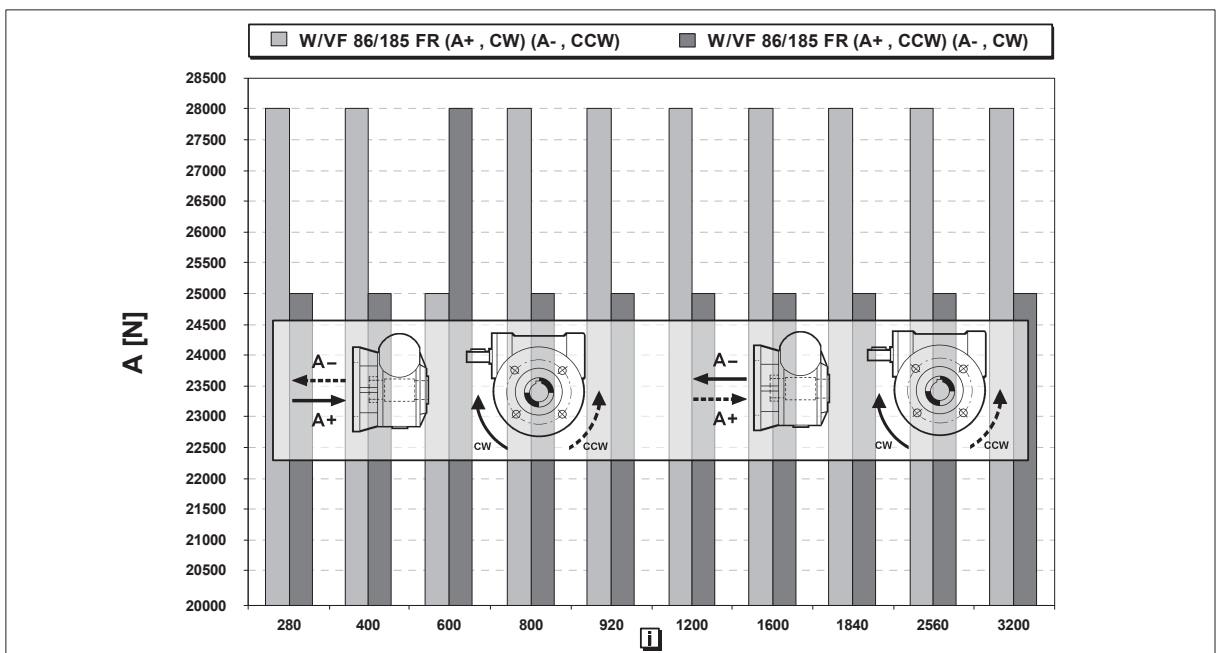 W/VF 86/185 FR (A+ , CW) (A- , CCW)
W/VF 86/185 FR (A+ , CCW) (A- , CW)
A [N]
28500
28000
27500
27000
26500
26000
25500
25000
24500
24000
23500
23000
22500
22000
21500
21000
20500
20000
A–
A+
CW
CCW
A–
A+
CW
CCW
280 400 600 800 920 1200 1600 1840 2560 3200
i